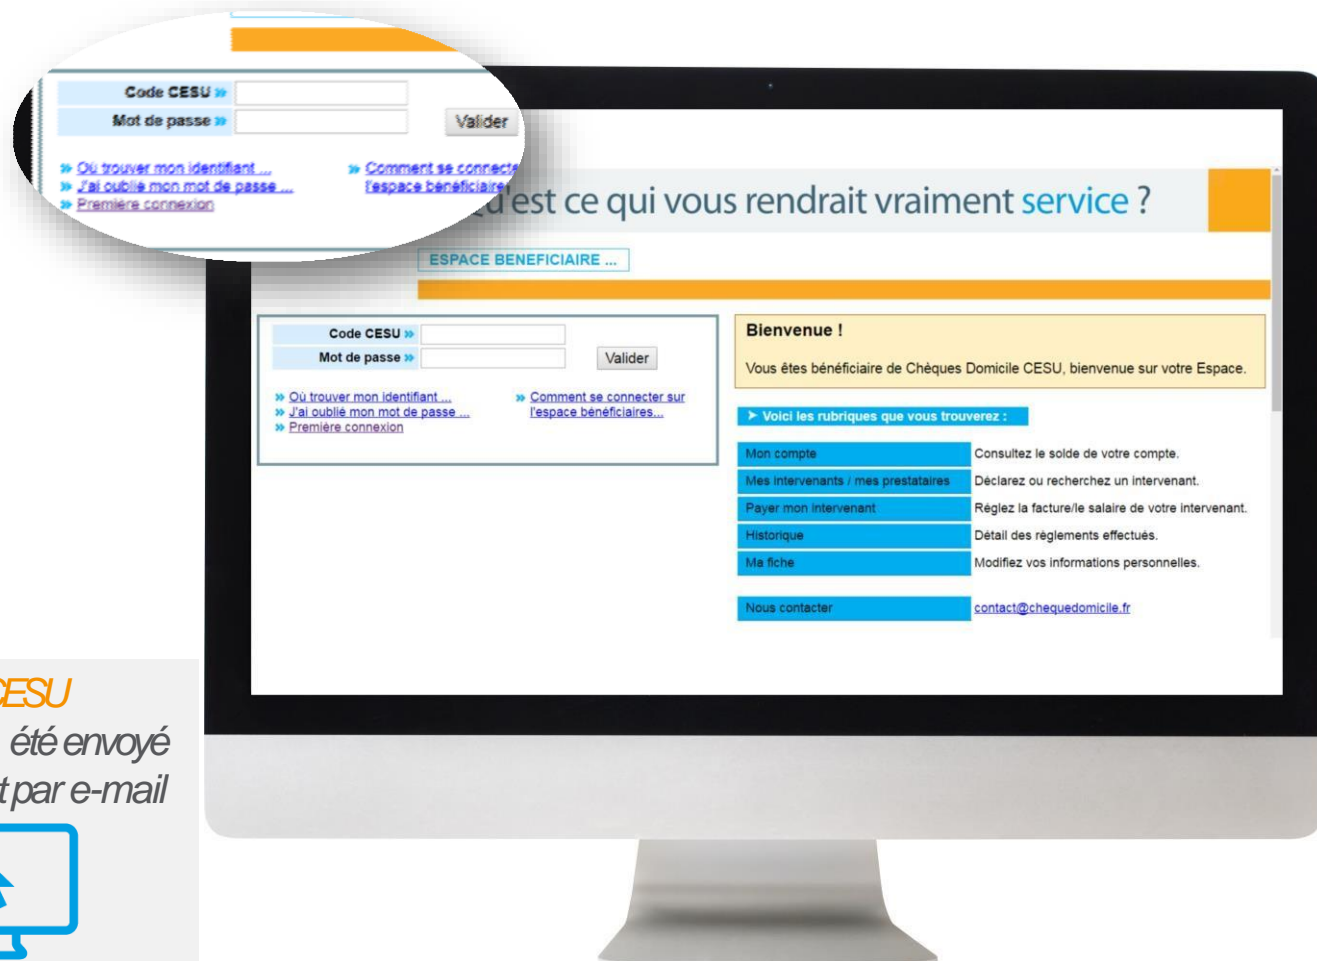 Code CESU »
Mot de passe »
Valider
» Où trouver mon identifiant ...
» J'ai oublié mon mot de passe ...
» Première connexion
» Comment se connecte
l'espace bénéficiaire
'est ce qui vous rendrait vraiment service ?
ESPACE BENEFICIAIRE ...
Code CESU »
Mot de passe »
Valider
» Où trouver mon identifiant ...
» J'ai oublié mon mot de passe ...
» Première connexion
» Comment se connecter sur
l'espace bénéficiaires...
Bienvenue !
Vous êtes bénéficiaire de Chèques Domicile CESU, bienvenue sur votre Espace.
➤ Voici les rubriques que vous trouverez :
Mon compte Consultez le solde de votre compte.
Mes intervenants / mes prestataires Déclarez ou recherchez un intervenant.
Payer mon intervenant Réglez la facture/le salaire de votre intervenant.
Historique Détail des règlements effectués.
Ma fiche Modifiez vos informations personnelles.
Nous contacter contact@chequedomicile.fr
CESU
été envoyé
t par e-mail